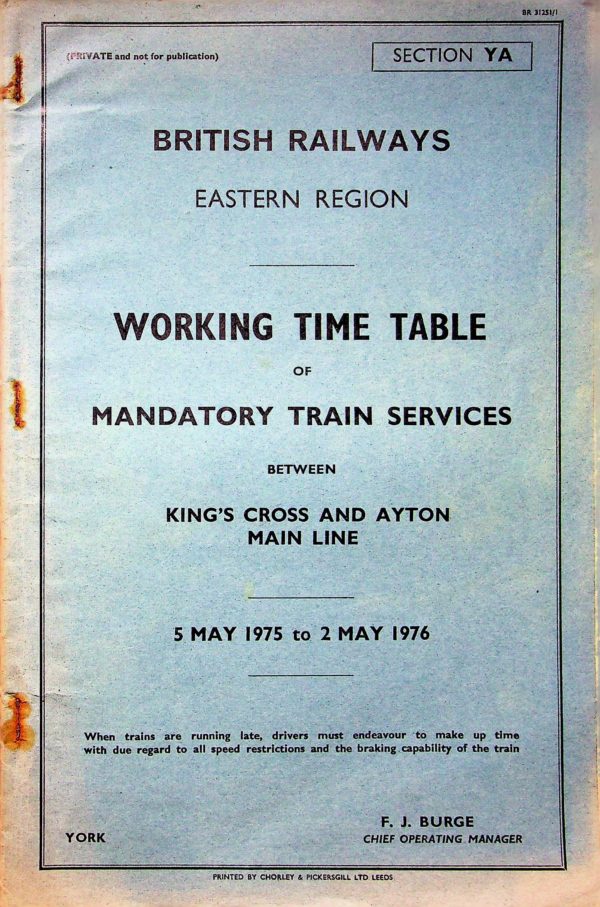 BR 31251/1
(PRIVATE and not for publication)
SECTION YA
BRITISH RAILWAYS
EASTERN REGION
WORKING TIME TABLE
OF
MANDATORY TRAIN SERVICES
BETWEEN
KING'S CROSS AND AYTON
MAIN LINE
5 MAY 1975 to 2 MAY 1976
When trains are running late, drivers must endeavour to make up time
with due regard to all speed restrictions and the braking capability of the train
F. J. BURGE
YORK
CHIEF OPERATING MANAGER
PRINTED BY CHORLEY & PICKERSGILL LTD LEEDS